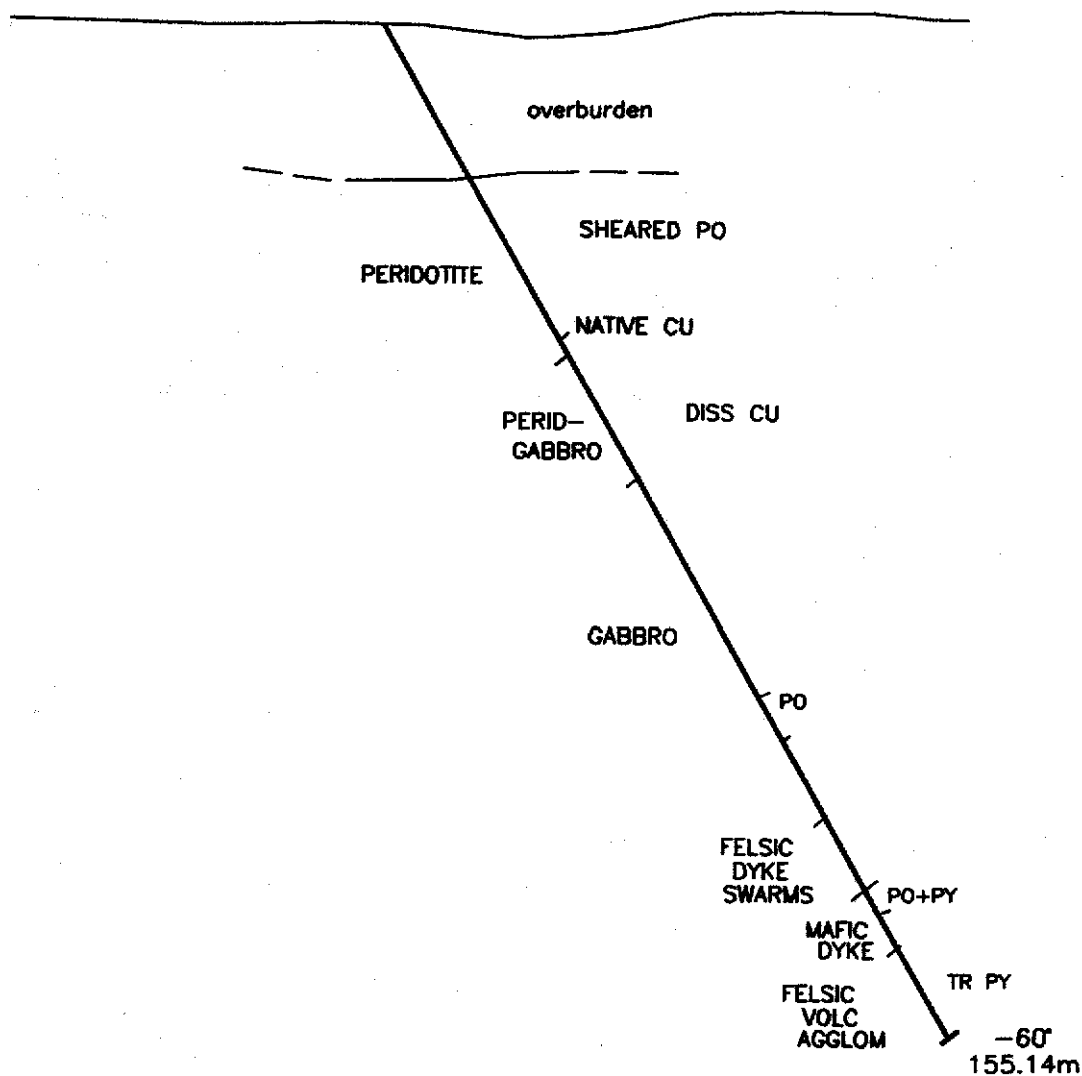 overburden
SHEARED PO
PERIDOTITE
NATIVE CU
DISS CU
PERID-
GABBRO
GABBRO
PO
FELSIC
DYKE
SWARMS
PO+PY
MAFIC
DYKE
TR PY
FELSIC
VOLC
AGGLOM
-60°
155.14m